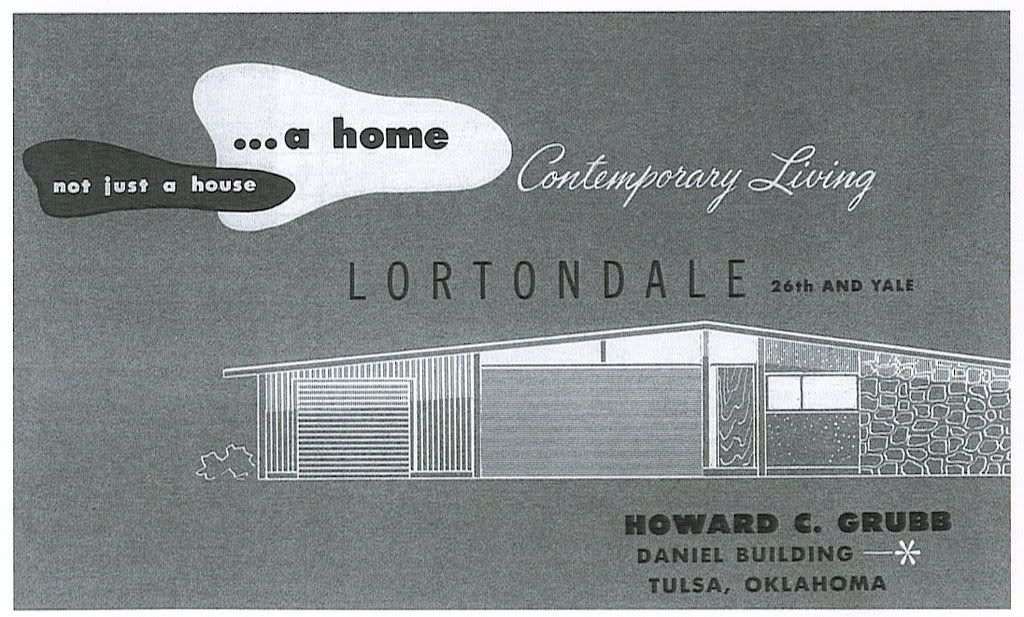 ...a home
not just a house
Contemporary Living
LORTONDALE 26th AND YALE
HOWARD C. GRUBB
DANIEL BUILDING
TULSA, OKLAHOMA